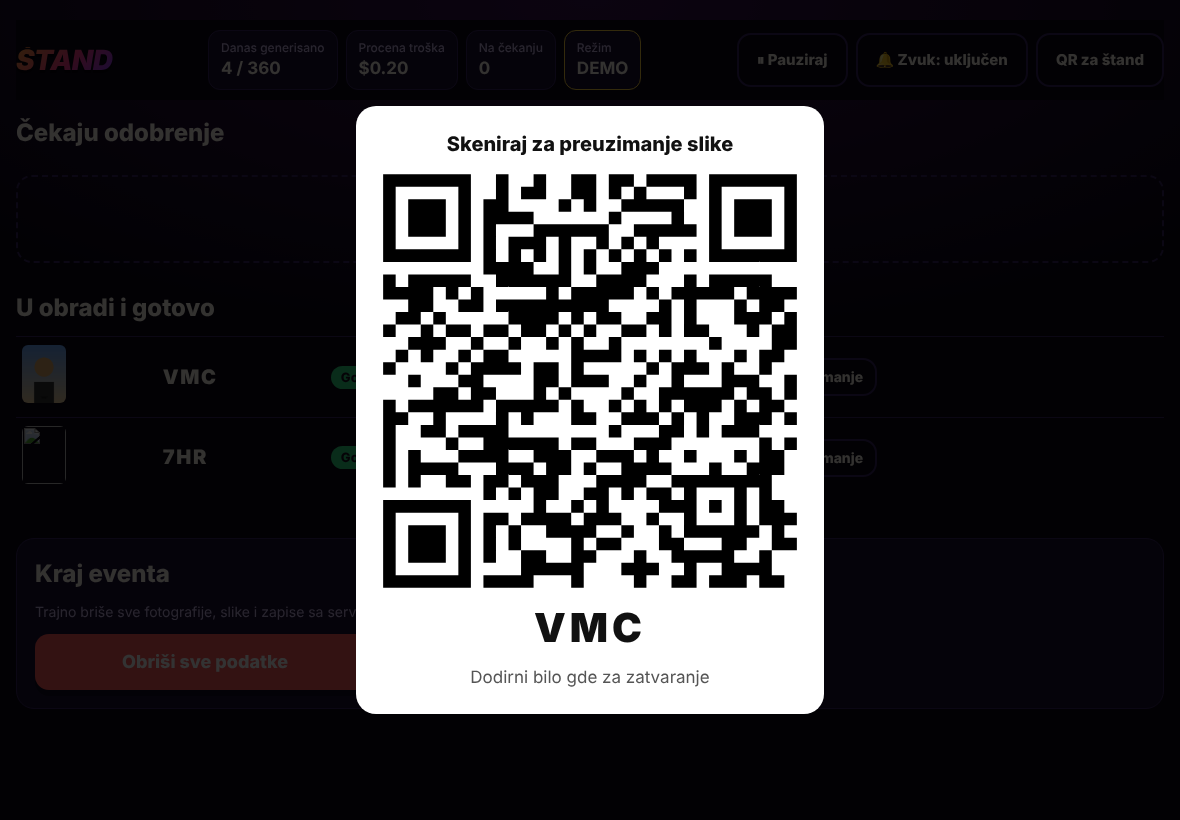 ŠTAND
Danas generisano
4 / 360
Procena troška
$0.20
Na čekanju
0
Režim
DEMO
Pauziraj
Zvuk: uključen
QR za štand
Čekaju odobrenje
Skeniraj za preuzimanje slike
U obradi i gotovo
VMC
7HR
VMC
Dodirni bilo gde za zatvaranje
Kraj eventa
Trajno briše sve fotografije, slike i zapise sa
Obriši sve podatke